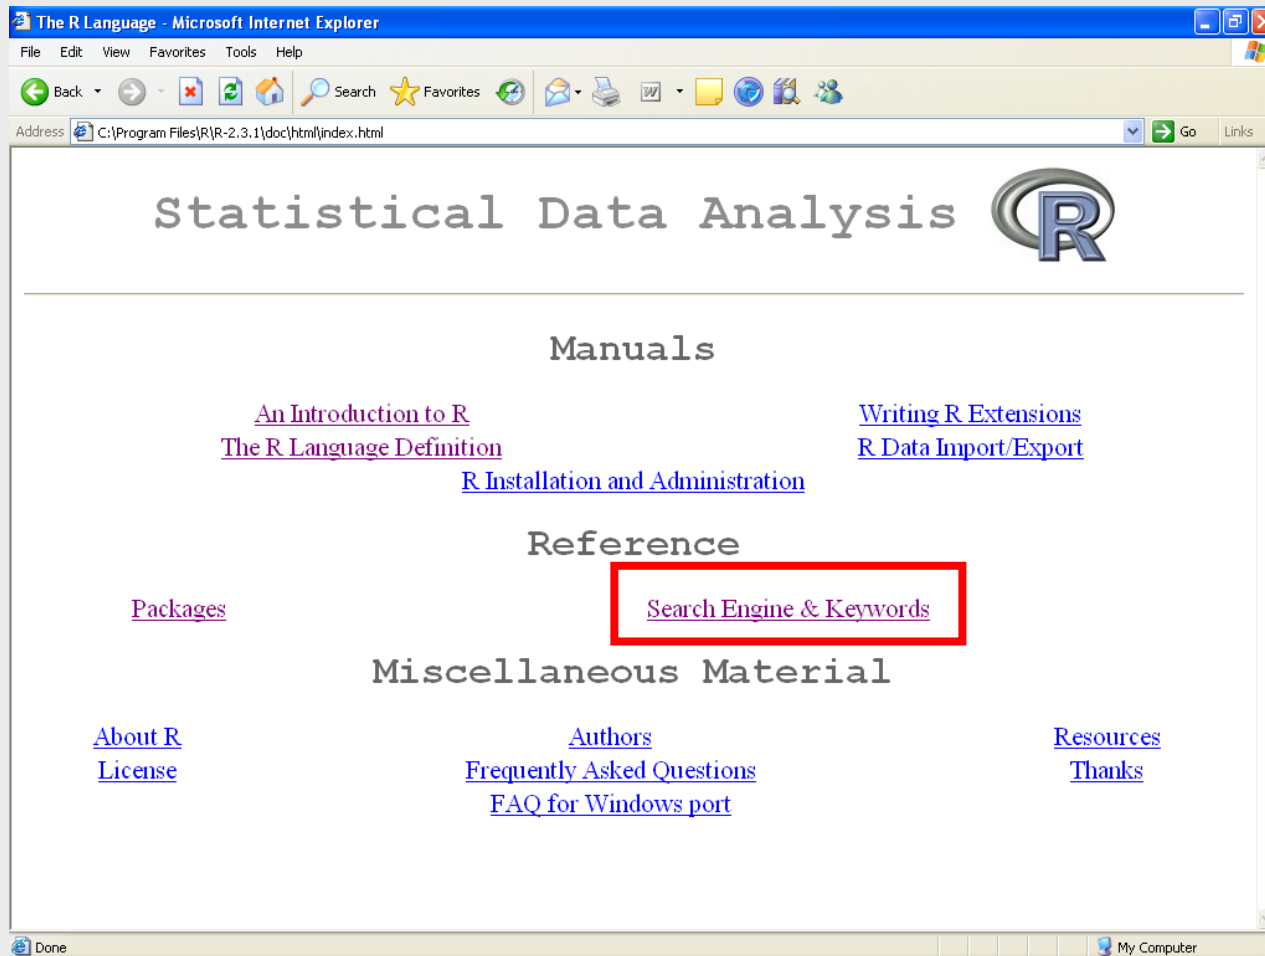 The R Language - Microsoft Internet Explorer
File Edit View Favorites Tools Help
Back Search Favorites W
Address C:\Program Files\R\R-2.3.1\doc\html\index.html Go Links
Statistical Data Analysis R
Manuals
An Introduction to R Writing R Extensions
The R Language Definition R Data Import/Export
R Installation and Administration
Reference
Packages Search Engine & Keywords
Miscellaneous Material
About R Authors Resources
License Frequently Asked Questions Thanks
FAQ for Windows port
Done My Computer